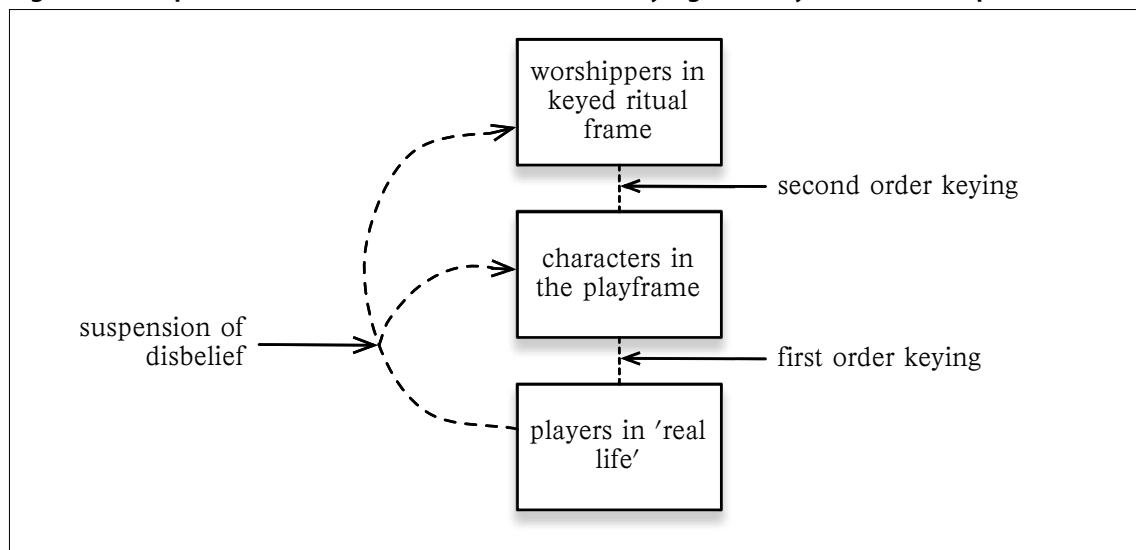 worshippers in
keyed ritual
frame
second order keying
characters in
the playframe
suspension of
disbelief
first order keying
players in 'real
life'